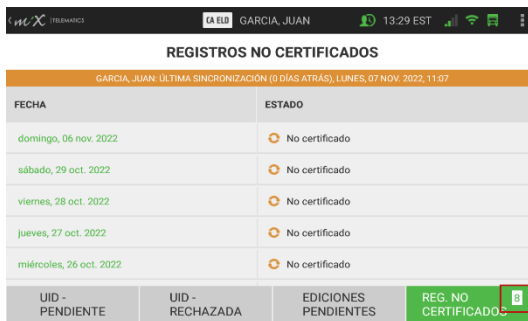 mX TELEMATICS CA ELD GARCIA, JUAN 13:29 EST
REGISTROS NO CERTIFICADOS
GARCIA, JUAN: ÚLTIMA SINCRONIZACIÓN (0 DÍAS ATRÁS), LUNES, 07 NOV. 2022, 11:07
FECHA ESTADO
domingo, 06 nov. 2022 No certificado
sábado, 29 oct. 2022 No certificado
viernes, 28 oct. 2022 No certificado
jueves, 27 oct. 2022 No certificado
miércoles, 26 oct. 2022 No certificado
UID - PENDIENTE
UID - RECHAZADA
EDICIONES PENDIENTES
REG. NO CERTIFICADOS 8